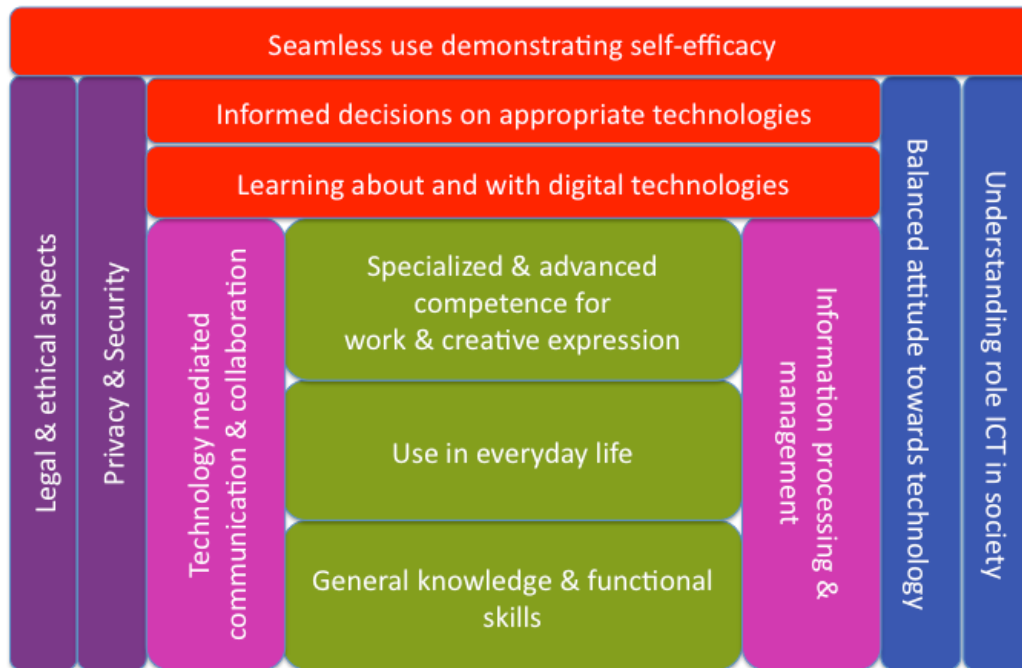 Seamless use demonstrating self-efficacy
Informed decisions on appropriate technologies
Learning about and with digital technologies
Legal & ethical aspects
Privacy & Security
Technology mediated
communication & collaboration
Specialized & advanced
competence for
work & creative expression
Use in everyday life
General knowledge & functional
skills
Information processing &
management
Balanced attitude towards technology
Understanding role ICT in society